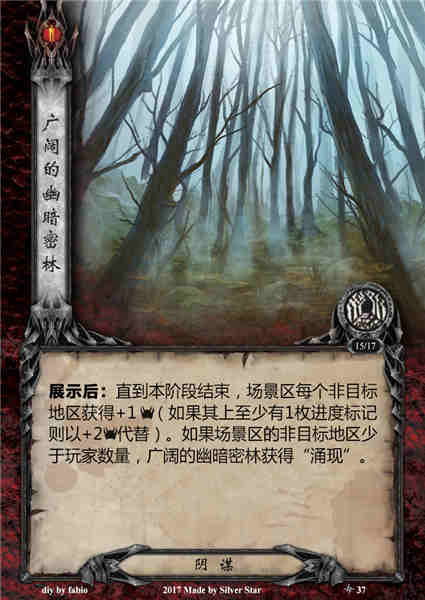 广阔的幽暗密林
15/17
展示后：直到本阶段结束，场景区每个非目标
地区获得+1（如果其上至少有1枚进度标记
则以+2代替）。如果场景区的非目标地区少
于玩家数量，广阔的幽暗密林获得“涌现”。
阴谋
diy by fabio
2017 Made by Silver Star
37